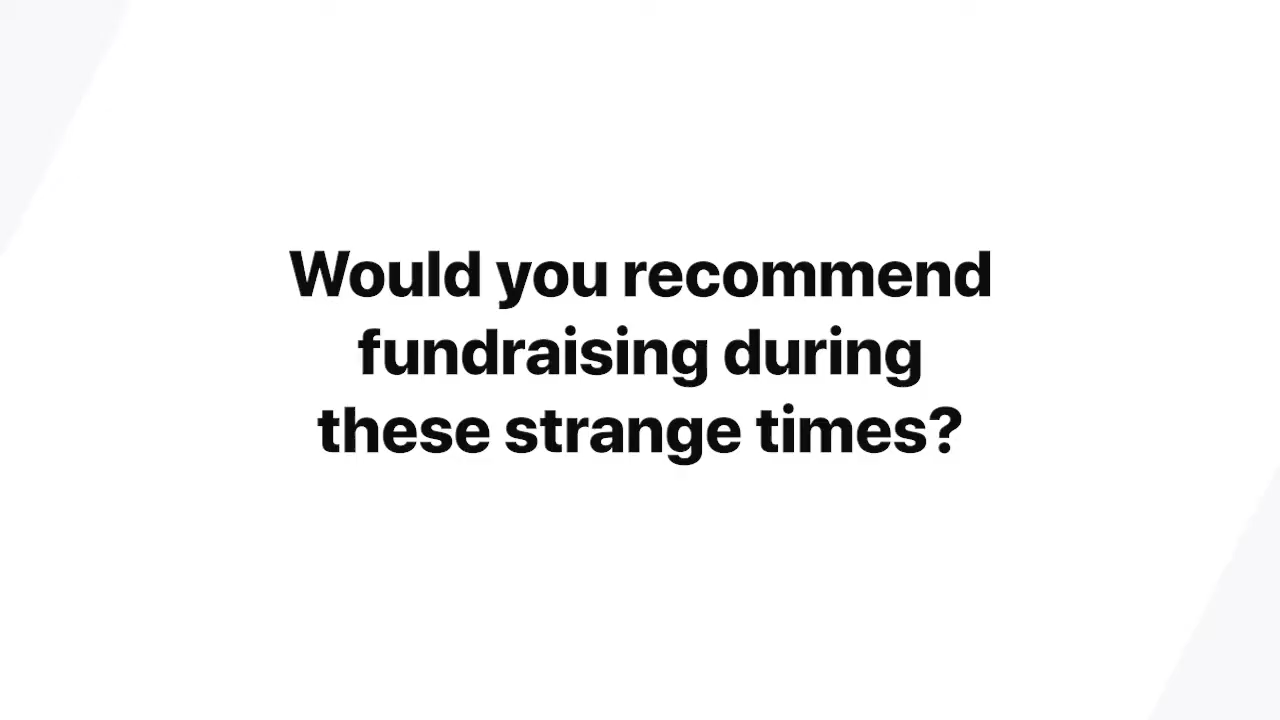 Would you recommend
fundraising during
these strange times?